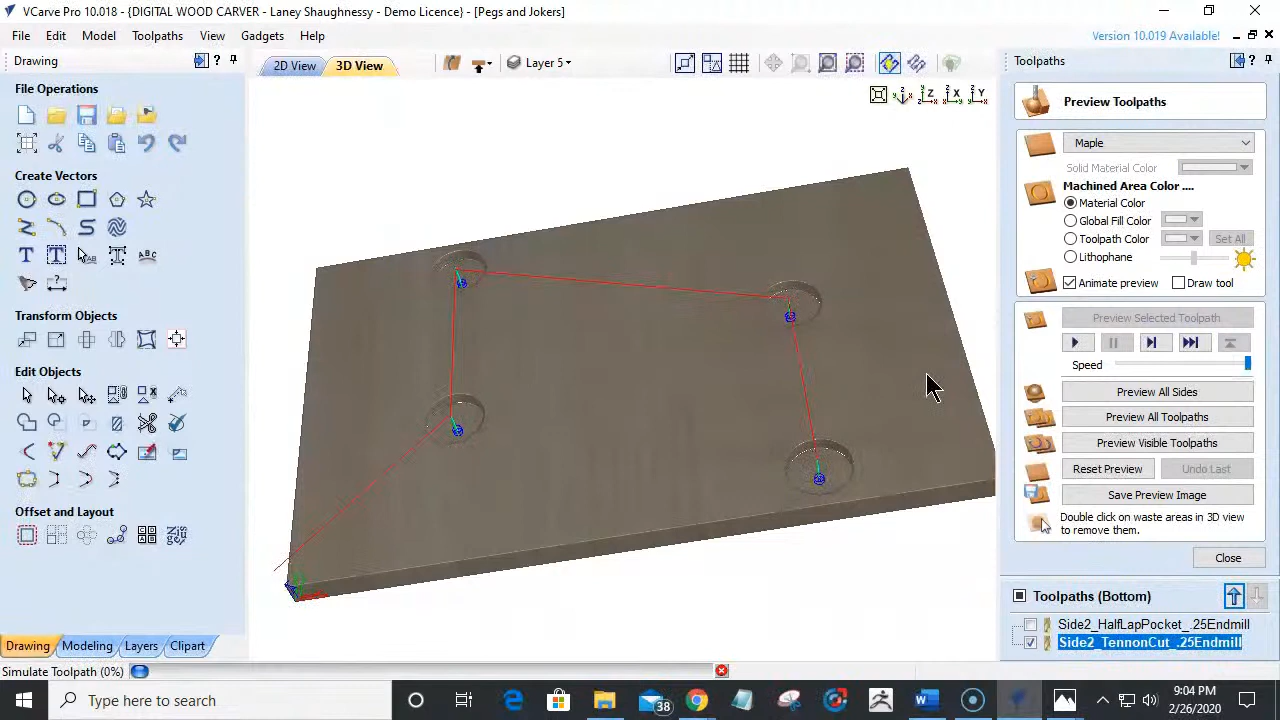 VCarve Pro 10.018 - {DIGITAL WOOD CARVER - Laney Shaughnessy - Demo Licence} - [Pegs and Jokers]
File Edit Model Toolpaths View Gadgets Help
Version 10.019 Available!
Drawing
File Operations
Create Vectors
Transform Objects
Edit Objects
Offset and Layout
Drawing Modeling Layers Clipart
2D View 3D View
Layer 5
Z X Y
Toolpaths
Preview Toolpaths
Maple
Solid Material Color
Machined Area Color ....
Material Color
Global Fill Color
Toolpath Color
Set All
Lithophane
Animate preview
Draw tool
Preview Selected Toolpath
Speed
Preview All Sides
Preview All Toolpaths
Preview Visible Toolpaths
Reset Preview
Undo Last
Save Preview Image
Double click on waste areas in 3D view
to remove them.
Close
Toolpaths (Bottom)
Side2_HalfLapPocket_.25Endmill
Side2_TennonCut_.25Endmill
Simulate Toolpath (0%)
Type here to search
38
9:04 PM
2/26/2020